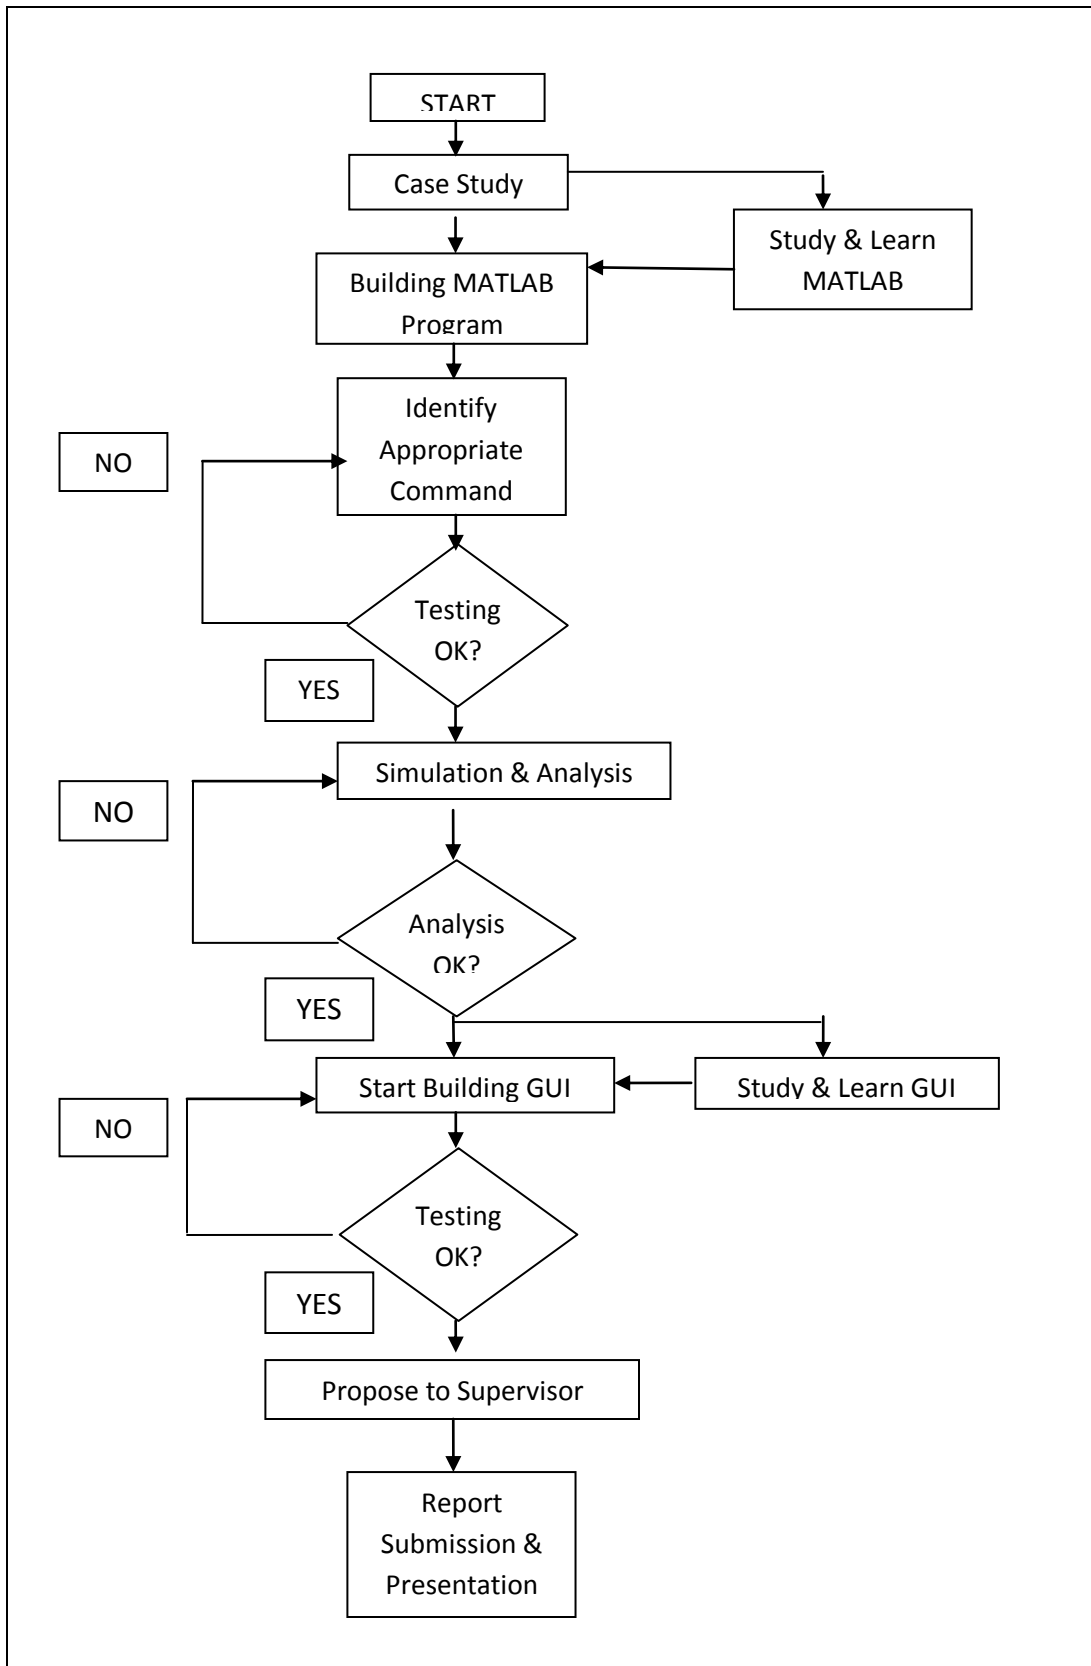 START
Case Study
Study & Learn
MATLAB
Building MATLAB
Program
Identify
Appropriate
Command
NO
Testing
OK?
YES
Simulation & Analysis
NO
Analysis
OK?
YES
Start Building GUI
Study & Learn GUI
NO
Testing
OK?
YES
Propose to Supervisor
Report
Submission &
Presentation